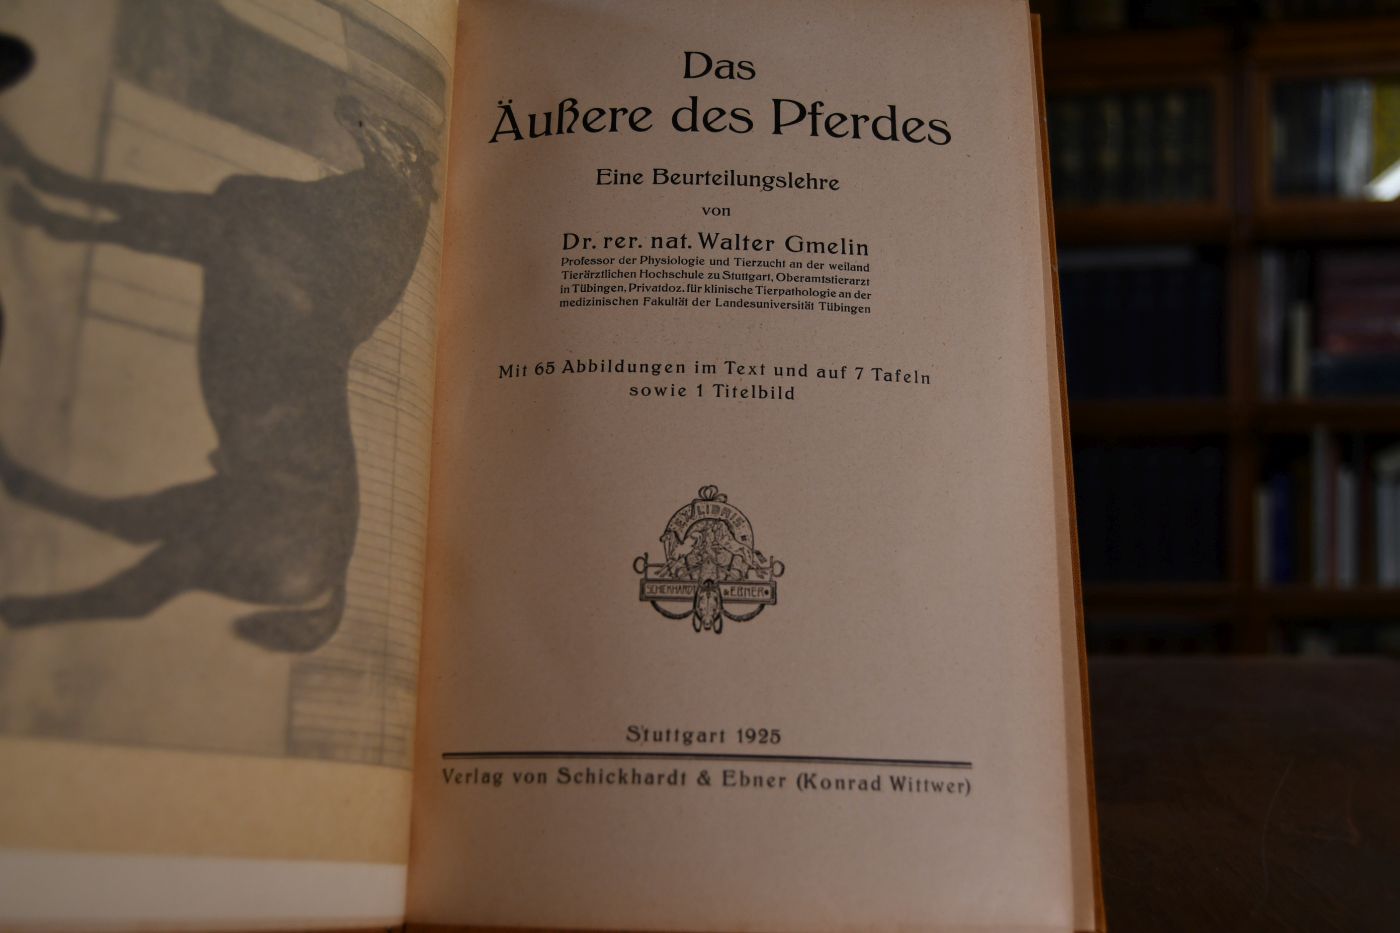 Das
Äußere des Pferdes
Eine Beurteilungslehre
von
Dr. rer. nat. Walter Gmelin
Professor der Physiologie und Tierzucht an der weiland
Tierärztlichen Hochschule zu Stuttgart, Oberamtstierarzt
in Tübingen, Privatdoz. für klinische Tierpathologie an der
medizinischen Fakultät der Landesuniversität Tübingen
Mit 65 Abbildungen im Text und auf 7 Tafeln
sowie 1 Titelbild
EX LIBRIS
SCHICKHARDT & EBNER
Stuttgart 1925
Verlag von Schickhardt & Ebner (Konrad Wittwer)